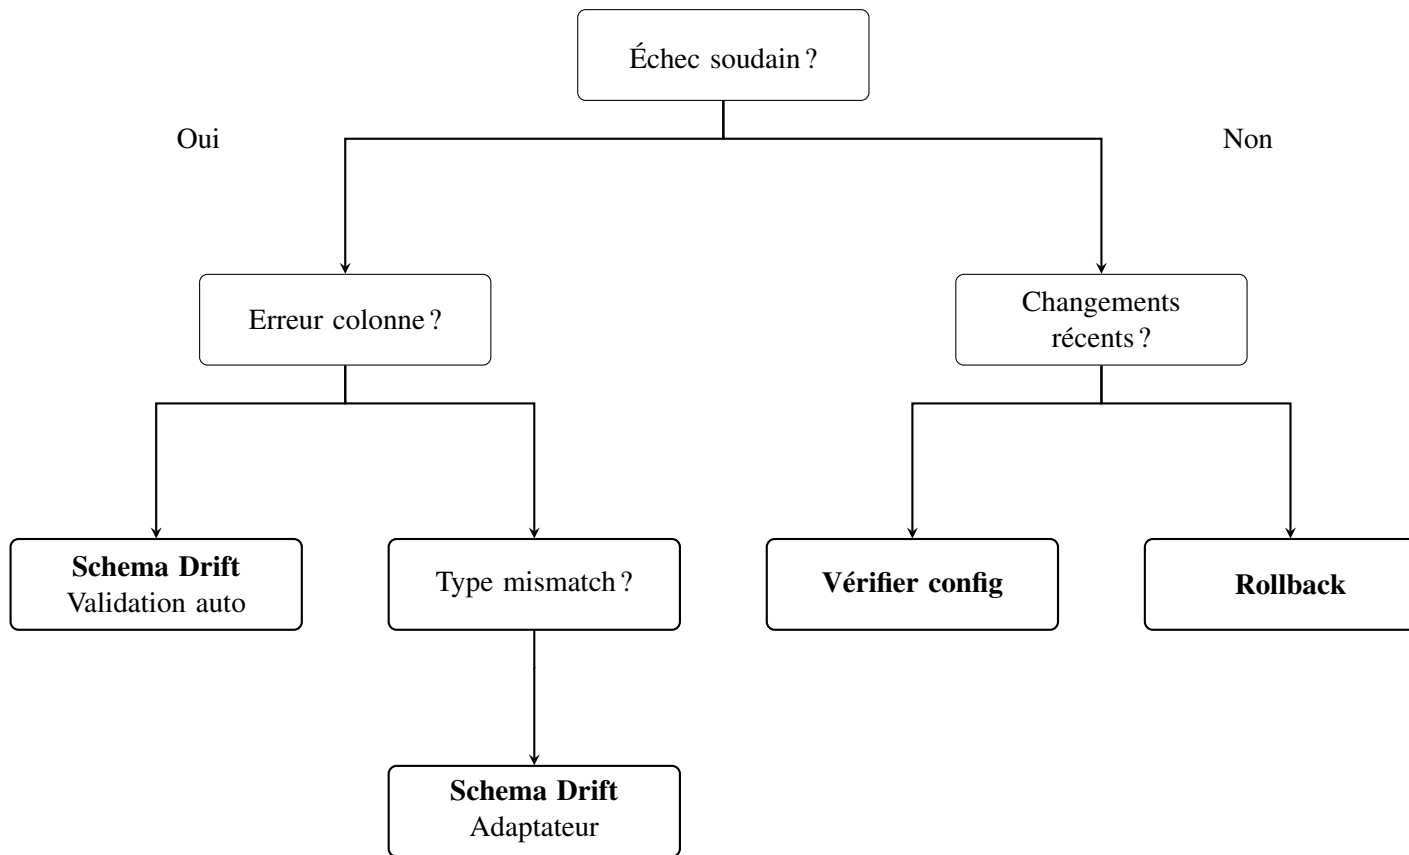 Échec soudain ?
Oui
Non
Erreur colonne ?
Changements
récents ?
Schema Drift
Validation auto
Type mismatch ?
Vérifier config
Rollback
Schema Drift
Adaptateur